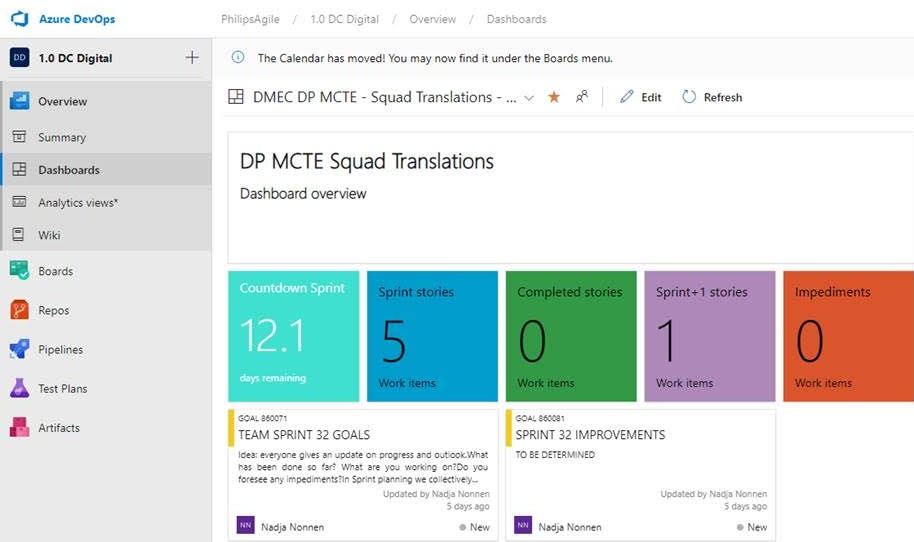 Azure DevOps
PhilipsAgile / 1.0 DC Digital / Overview / Dashboards
DD 1.0 DC Digital +
Overview
Summary
Dashboards
Analytics views*
Wiki
Boards
Repos
Pipelines
Test Plans
Artifacts
The Calendar has moved! You may now find it under the Boards menu.
DMEC DP MCTE - Squad Translations - ...
Edit
Refresh
DP MCTE Squad Translations
Dashboard overview
Countdown Sprint
12.1
days remaining
Sprint stories
5
Work items
Completed stories
0
Work items
Sprint+1 stories
1
Work items
Impediments
0
Work items
GOAL 860071
TEAM SPRINT 32 GOALS
Idea: everyone gives an update on progress and outlook.What
has been done so far? What are you working on?Do you
foresee any impediments?In Sprint planning we collectively...
Updated by Nadja Nonnen
5 days ago
NN Nadja Nonnen
New
GOAL 860081
SPRINT 32 IMPROVEMENTS
TO BE DETERMINED
Updated by Nadja Nonnen
5 days ago
NN Nadja Nonnen
New